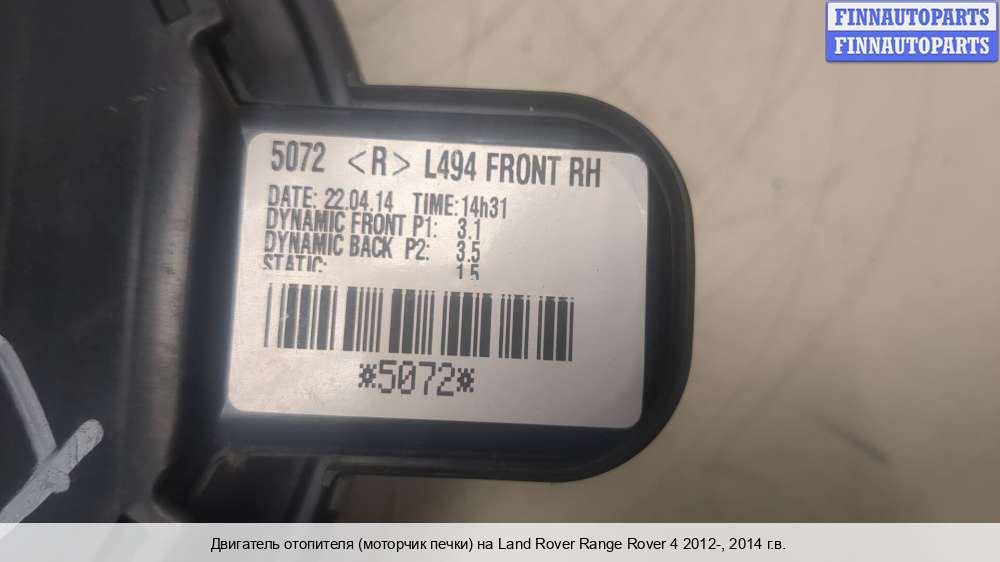 FINNAUTOPARTS
FINNAUTOPARTS
5072 <R> L494 FRONT RH
DATE: 22.04.14 TIME:14h31
DYNAMIC FRONT P1: 3.1
DYNAMIC BACK P2: 3.5
STATIC: 1.5
*5072*
Двигатель отопителя (моторчик печки) на Land Rover Range Rover 4 2012-, 2014 г.в.